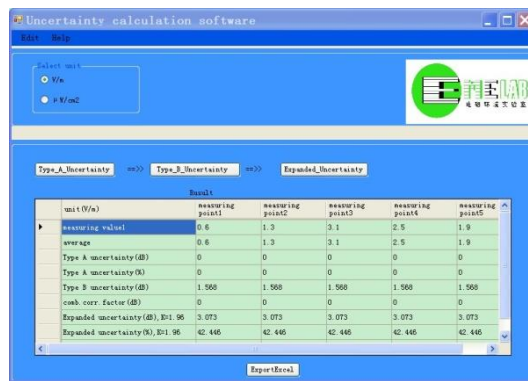 Uncertainty calculation software
Edit Help
Select unit
V/m
μW/cm2
LAB
Type_A_Uncertainty ==>> Type_B_Uncertainty ==>> Expanded_Uncertainty
Result
unit(V/m) measuring point1 measuring point2 measuring point3 measuring point4 measuring point5
measuring value1 0.6 1.3 3.1 2.5 1.9
average 0.6 1.3 3.1 2.5 1.9
Type A uncertainty(dB) 0 0 0 0 0
Type A uncertainty(%) 0 0 0 0 0
Type B uncertainty(dB) 1.568 1.568 1.568 1.568 1.568
comb.corr.factor(dB) 0 0 0 0 0
Expanded uncertainty(dB),K=1.96 3.073 3.073 3.073 3.073 3.073
Expanded uncertainty(%),K=1.96 42.446 42.446 42.446 42.446 42.446
ExportExcel